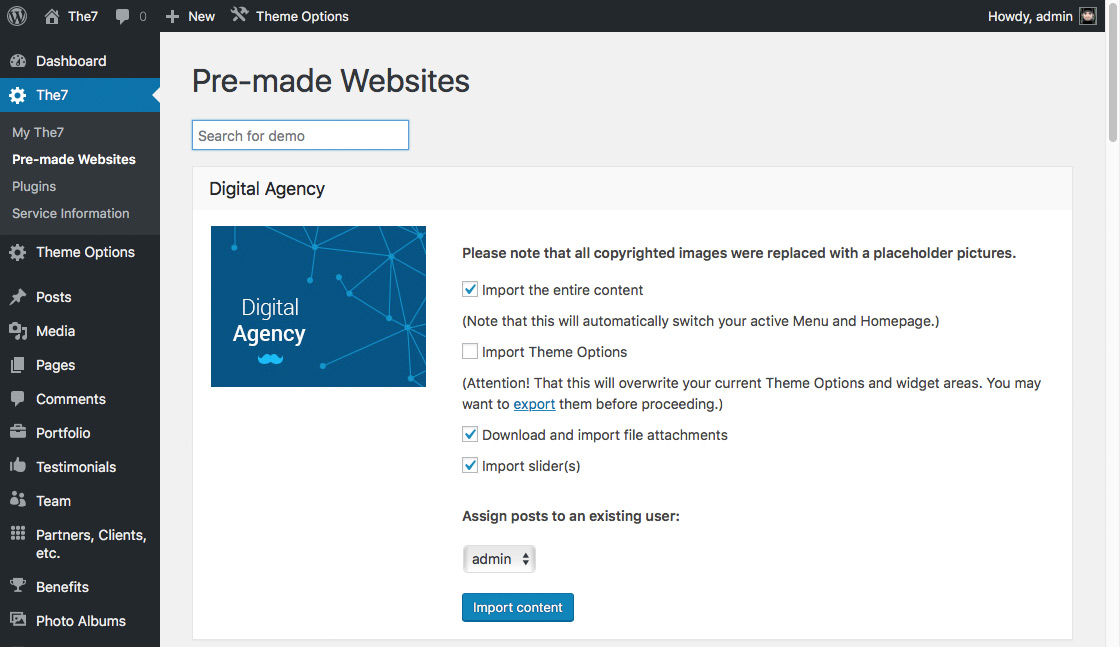 The7
0
New
Theme Options
Howdy, admin
Dashboard
The7
My The7
Pre-made Websites
Plugins
Service Information
Theme Options
Posts
Media
Pages
Comments
Portfolio
Testimonials
Team
Partners, Clients,
etc.
Benefits
Photo Albums
Pre-made Websites
Search for demo
Digital Agency
Digital
Agency
Please note that all copyrighted images were replaced with a placeholder pictures.
Import the entire content
(Note that this will automatically switch your active Menu and Homepage.)
Import Theme Options
(Attention! That this will overwrite your current Theme Options and widget areas. You may
want to export them before proceeding.)
Download and import file attachments
Import slider(s)
Assign posts to an existing user:
admin
Import content